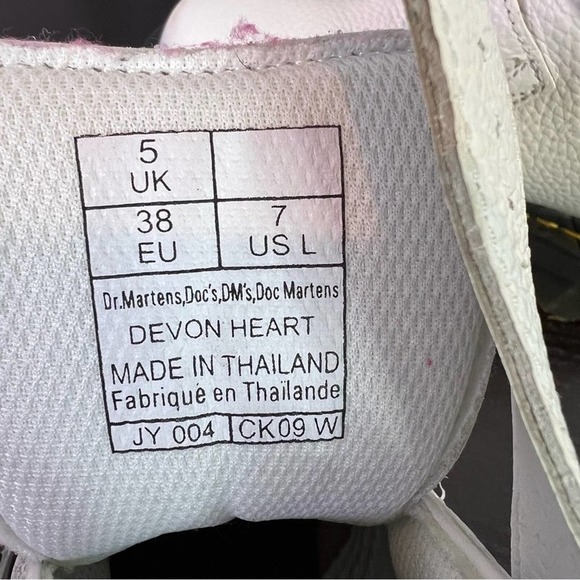 5
UK
38
EU
7
US L
Dr.Martens,Doc's,DM's,Doc Martens
DEVON HEART
MADE IN THAILAND
Fabriqué en Thaïlande
JY 004 CK09 W